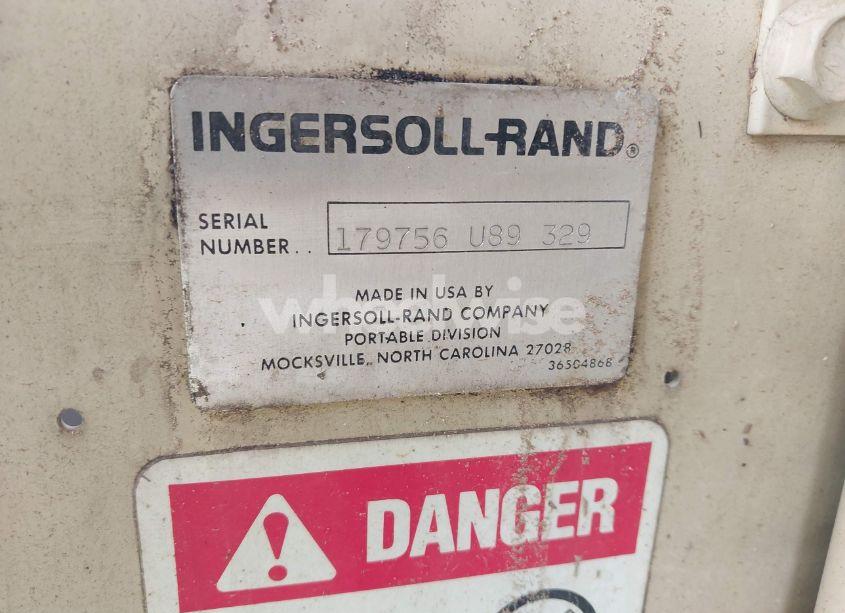 INGERSOLL-RAND®
SERIAL
NUMBER.. 179756 U89 329
MADE IN USA BY
INGERSOLL-RAND COMPANY
PORTABLE DIVISION
MOCKSVILLE, NORTH CAROLINA 27028
36504868
wheelwise
! DANGER